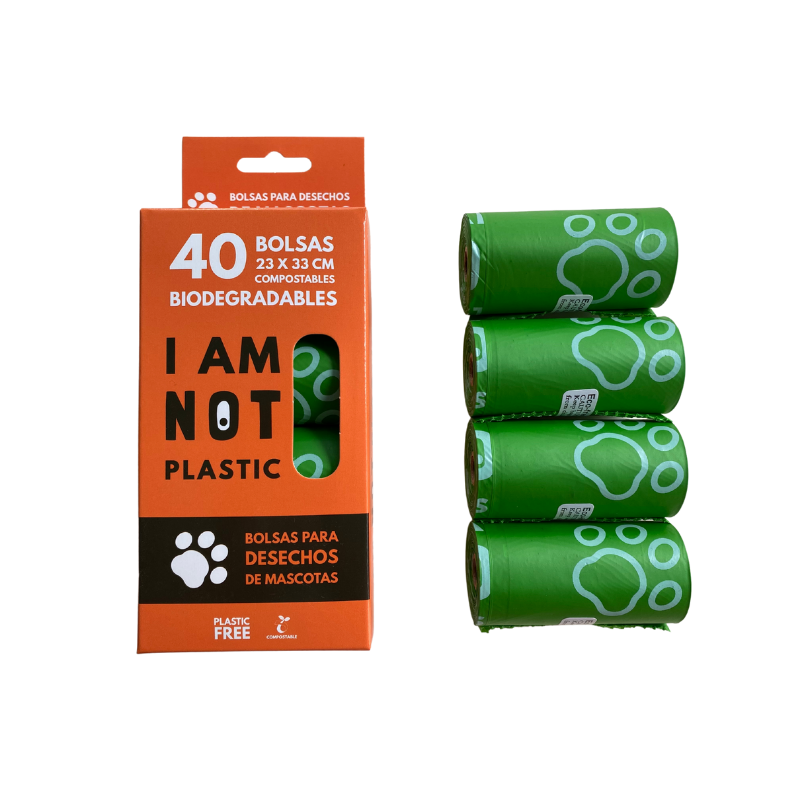 BOLSAS PARA DESECHOS
40 BOLSAS
23 X 33 CM
COMPOSTABLES
BIODEGRADABLES
I AM
NOT
PLASTIC
BOLSAS PARA
DESECHOS
DE MASCOTAS
PLASTIC
FREE
COMPOSTABLE